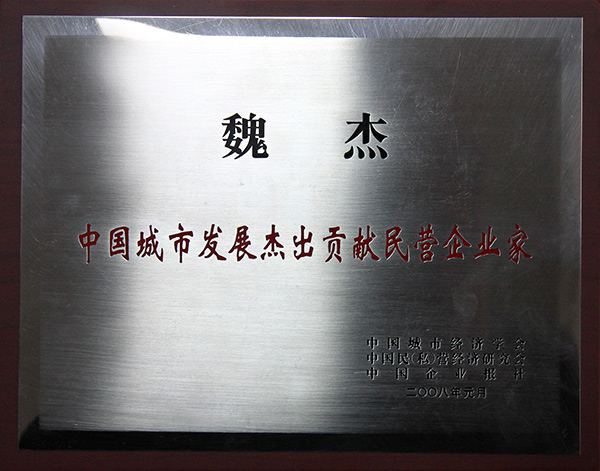 魏 杰
中国城市发展杰出贡献民营企业家
中国城市经济学会
中国民(私)营经济研究会
中国企业报社
二〇〇八年元月